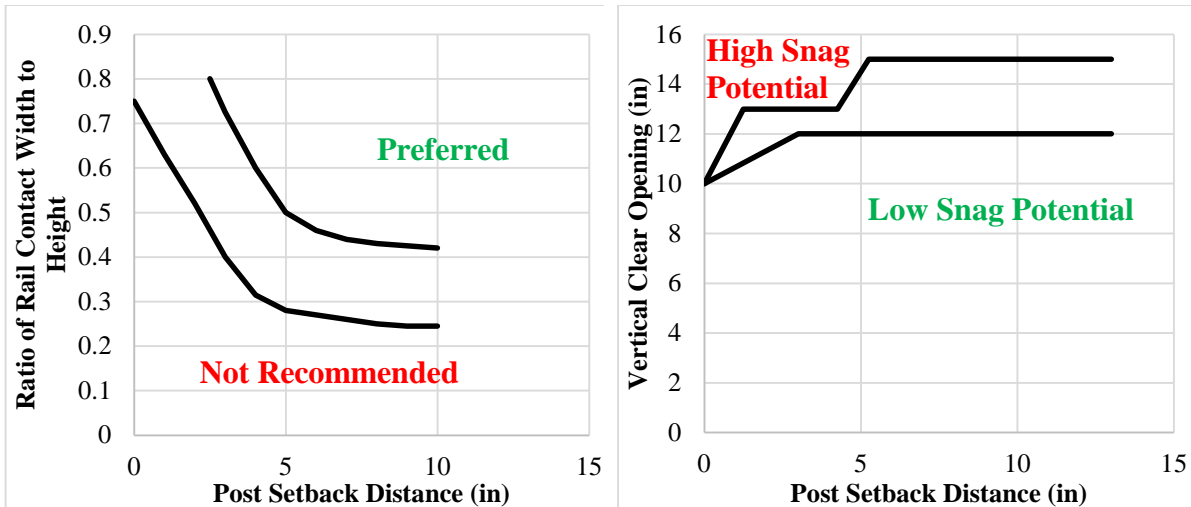 Ratio of Rail Contact Width to
Height
0.9
0.8
0.7
0.6
0.5
0.4
0.3
0.2
0.1
0
Preferred
Not Recommended
0 5 10 15
Post Setback Distance (in)
Vertical Clear Opening (in)
16
14
12
10
8
6
4
2
0
High Snag
Potential
Low Snag Potential
0 5 10 15
Post Setback Distance (in)